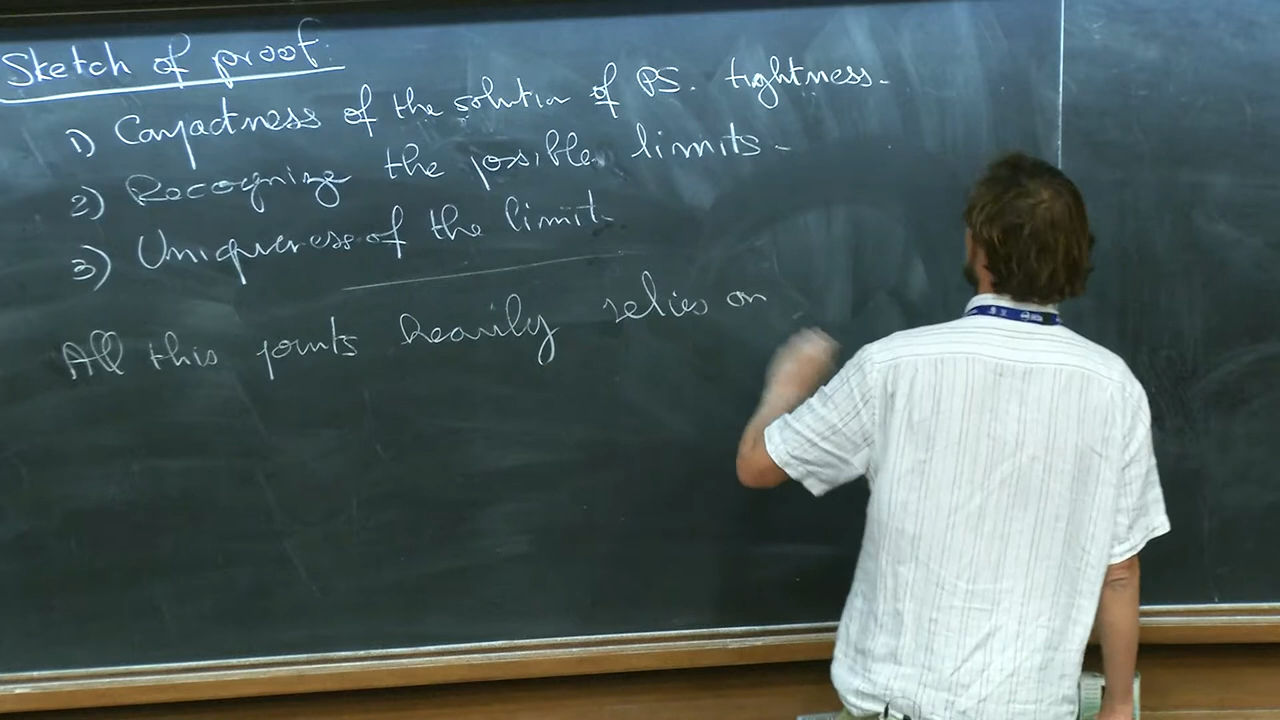 Sketch of proof:
1) Compactness of the solution of PS. tightness.
2) Recognize the possible limits.
3) Uniqueness of the limit.
All this points heavily relies on